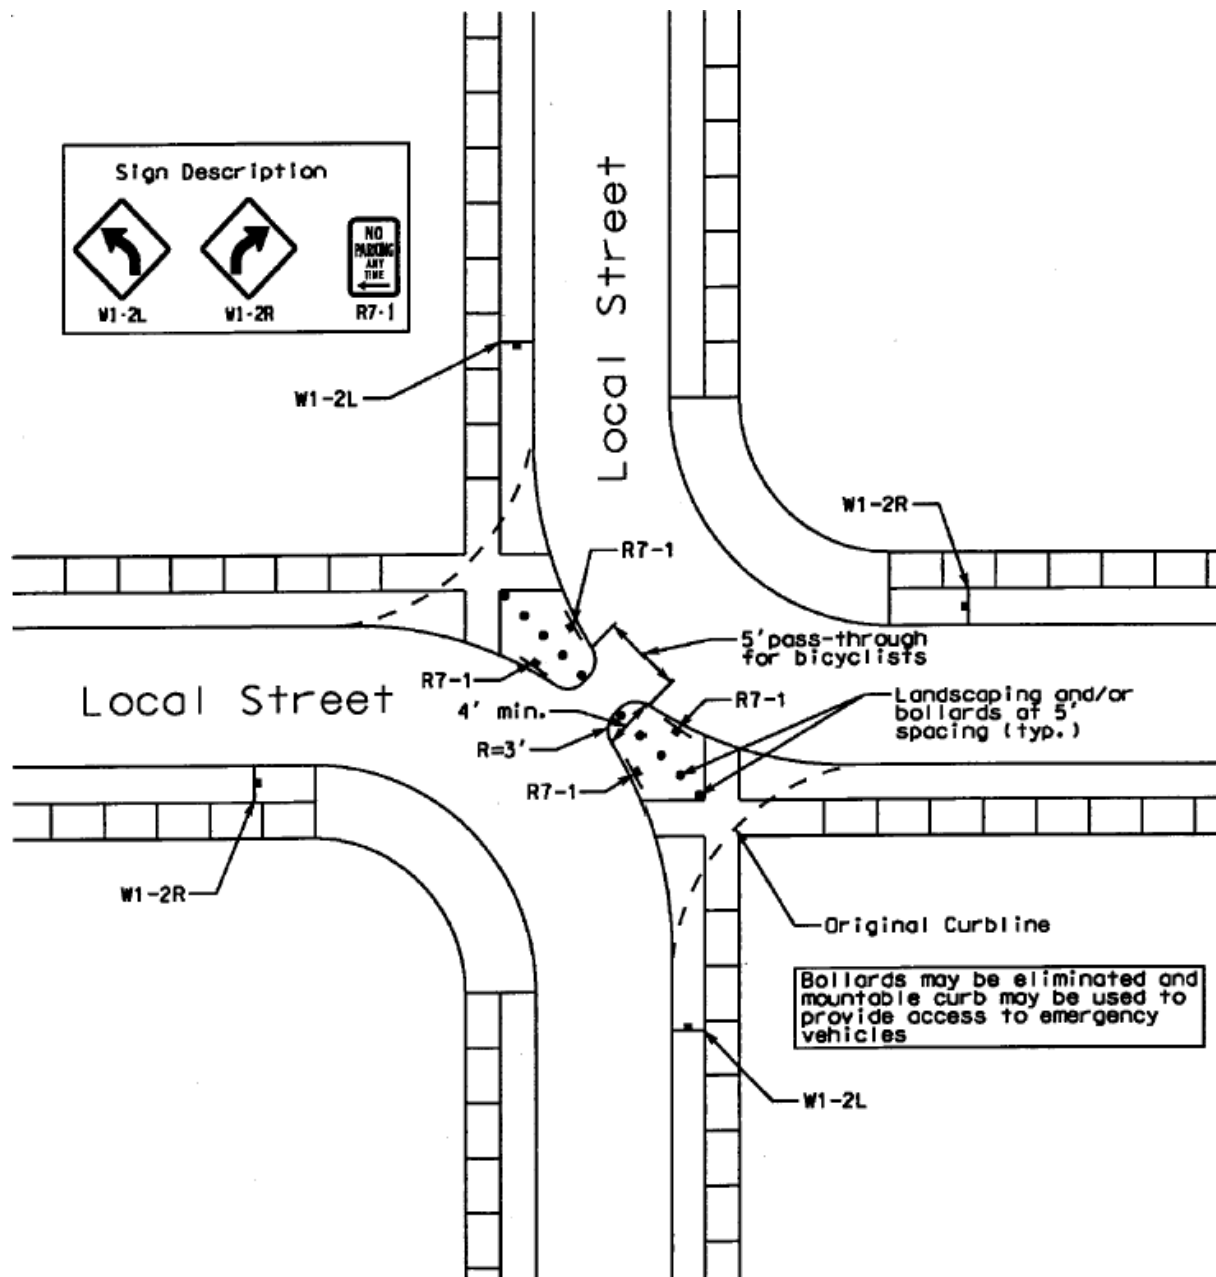 Sign Description
NO
PARKING
ANY
TIME
W1-2L
W1-2R
R7-1
Local Street
W1-2L
W1-2R
R7-1
5' pass-through
for bicyclists
R7-1
R7-1
Local Street
4' min.
Landscaping and/or
bollards at 5'
spacing (typ.)
R=3'
R7-1
W1-2R
Original Curbline
Bollards may be eliminated and
mountable curb may be used to
provide access to emergency
vehicles
W1-2L